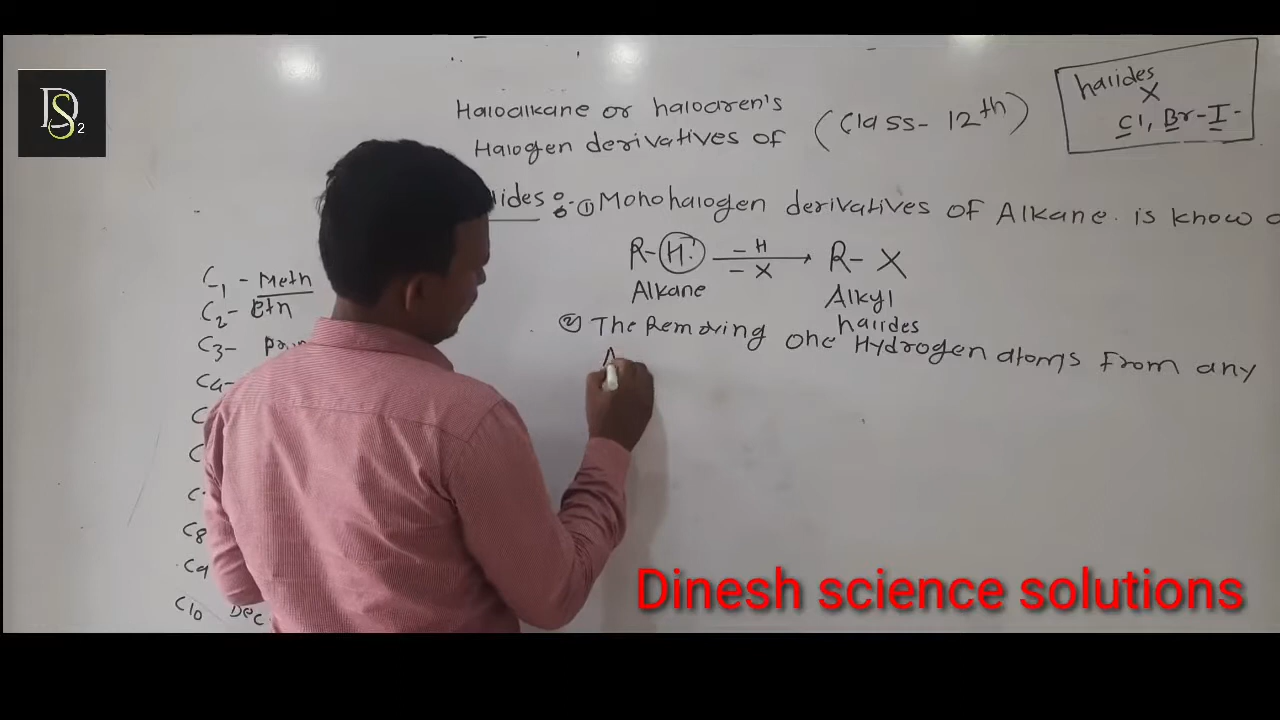 DS2
Haloalkane or haloaren's
Halogen derivatives of
(Class- 12th)
halides
X
Cl, Br-I-
lides : ① Monohalogen derivatives of Alkane. is know
R-H - H R- X
- X
Alkane Alkyl
halides
② The Removing one Hydrogen atoms from any
A
C1 - Meth
C2 - Eth
C3-
C4-
C8
C9
C10 Dec
Dinesh science solutions